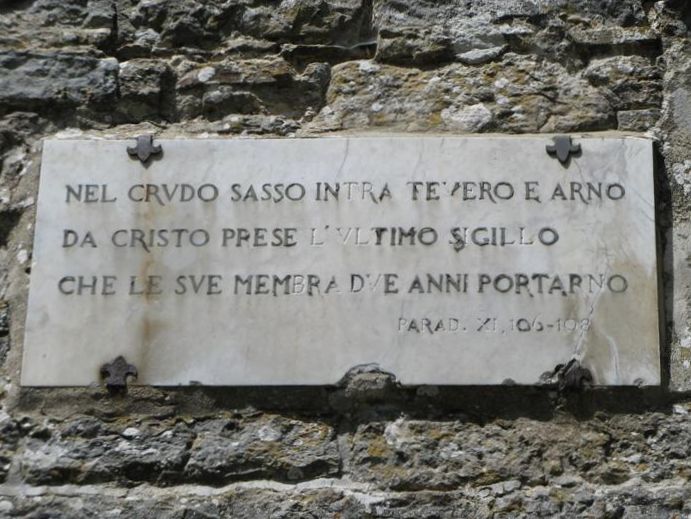 NEL CRVDO SASSO INTRA TEVERO E ARNO
DA CRISTO PRESE L'VLTIMO SIGILLO
CHE LE SVE MEMBRA DVE ANNI PORTARNO
PARAD. XI, 106-108